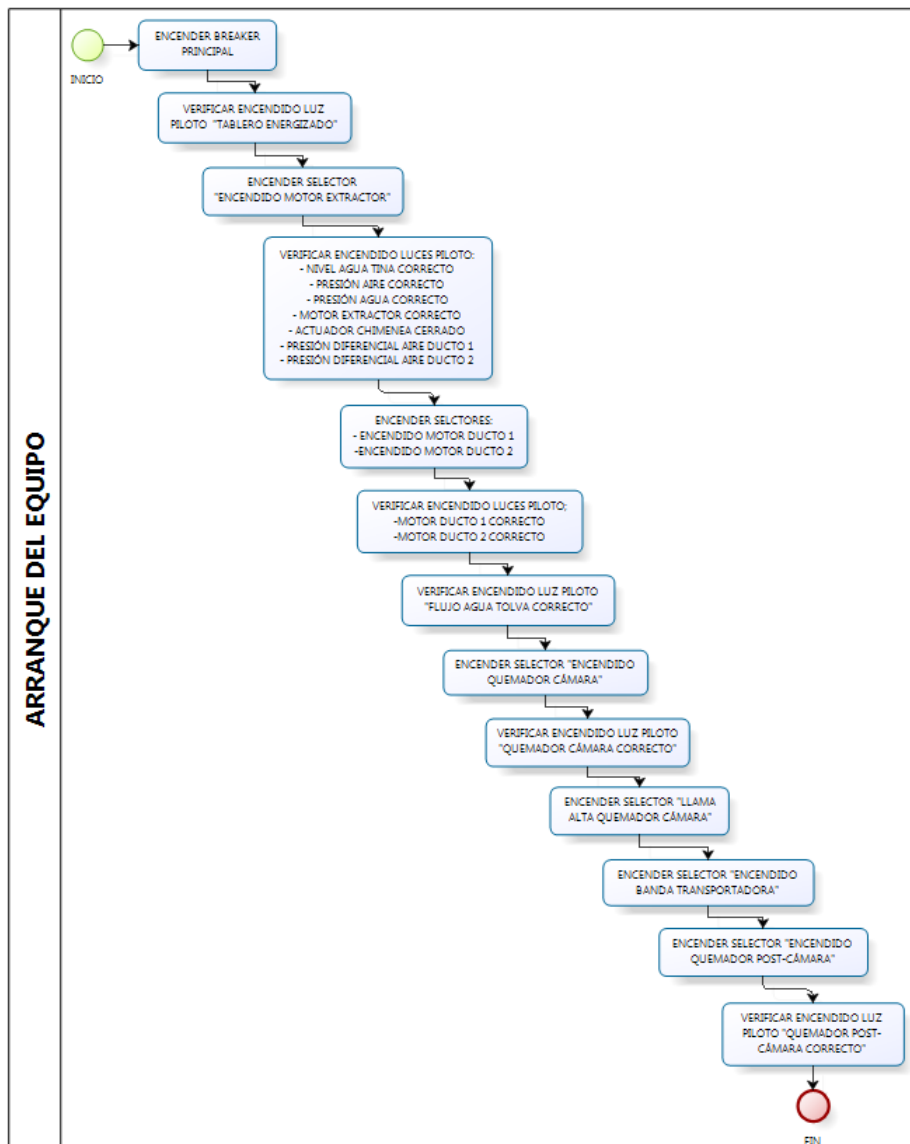 ARRANQUE DEL EQUIPO
INICIO
ENCENDER BREAKER
PRINCIPAL
VERIFICAR ENCENDIDO LUZ
PILOTO "TABLERO ENERGIZADO"
ENCENDER SELECTOR
"ENCENDIDO MOTOR EXTRACTOR"
VERIFICAR ENCENDIDO LUCES PILOTO:
- NIVEL AGUA TINA CORRECTO
- PRESIÓN AIRE CORRECTO
- PRESIÓN AGUA CORRECTO
- MOTOR EXTRACTOR CORRECTO
- ACTUADOR CHIMENEA CERRADO
- PRESIÓN DIFERENCIAL AIRE DUCTO 1
- PRESIÓN DIFERENCIAL AIRE DUCTO 2
ENCENDER SELCTORES:
- ENCENDIDO MOTOR DUCTO 1
-ENCENDIDO MOTOR DUCTO 2
VERIFICAR ENCENDIDO LUCES PILOTO;
-MOTOR DUCTO 1 CORRECTO
-MOTOR DUCTO 2 CORRECTO
VERIFICAR ENCENDIDO LUZ PILOTO
"FLUJO AGUA TOLVA CORRECTO"
ENCENDER SELECTOR "ENCENDIDO
QUEMADOR CÁMARA"
VERIFICAR ENCENDIDO LUZ PILOTO
"QUEMADOR CÁMARA CORRECTO"
ENCENDER SELECTOR "LLAMA
ALTA QUEMADOR CÁMARA"
ENCENDER SELECTOR "ENCENDIDO
BANDA TRANSPORTADORA"
ENCENDER SELECTOR "ENCENDIDO
QUEMADOR POST-CÁMARA"
VERIFICAR ENCENDIDO LUZ
PILOTO "QUEMADOR POST-
CÁMARA CORRECTO"
FIN